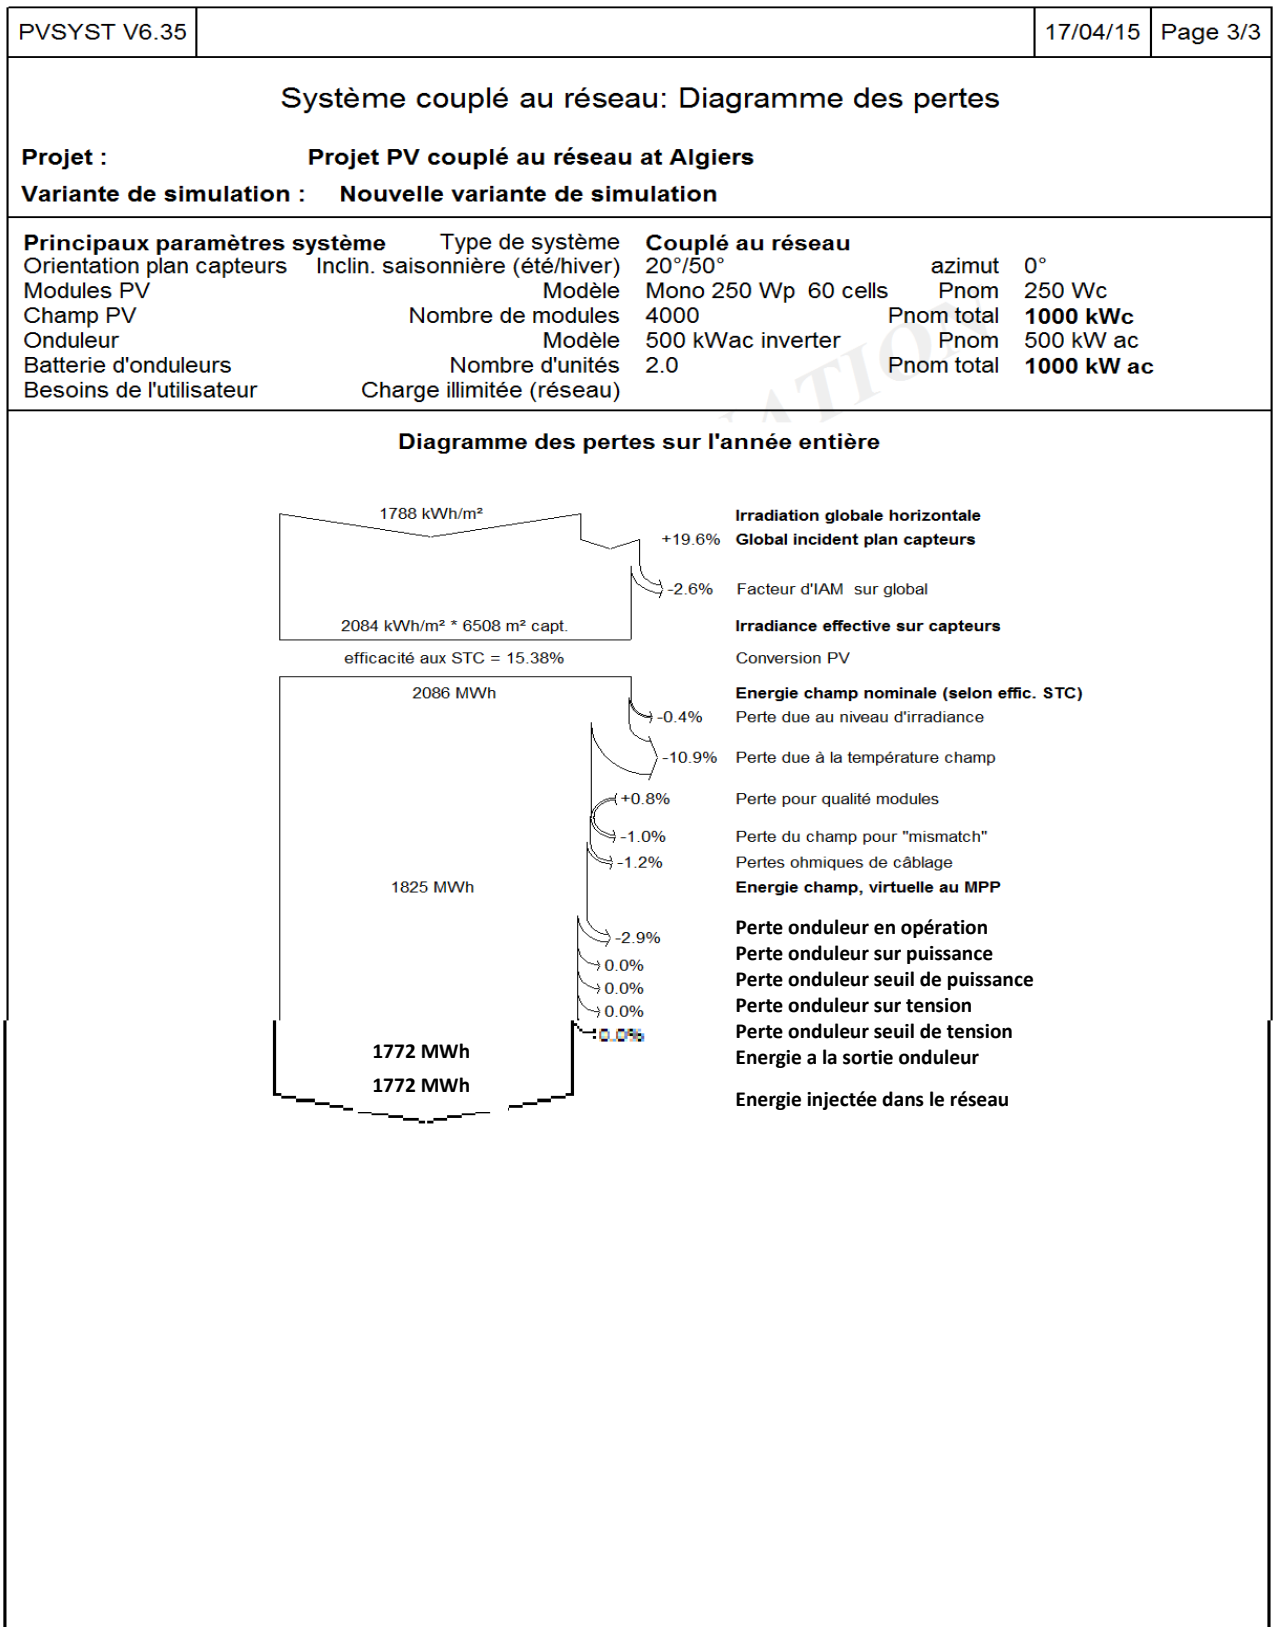 PVSYST V6.35 17/04/15 Page 3/3
Système couplé au réseau: Diagramme des pertes
Projet : Projet PV couplé au réseau at Algiers
Variante de simulation : Nouvelle variante de simulation
Principaux paramètres système Type de système Couplé au réseau
Orientation plan capteurs Inclin. saisonnière (été/hiver) 20°/50° azimut 0°
Modules PV Modèle Mono 250 Wp 60 cells Pnom 250 Wc
Champ PV Nombre de modules 4000 Pnom total 1000 kWc
Onduleur Modèle 500 kWac inverter Pnom 500 kW ac
Batterie d'onduleurs Nombre d'unités 2.0 Pnom total 1000 kW ac
Besoins de l'utilisateur Charge illimitée (réseau)
Diagramme des pertes sur l'année entière
1788 kWh/m² Irradiation globale horizontale
+19.6% Global incident plan capteurs
-2.6% Facteur d'IAM sur global
2084 kWh/m² * 6508 m² capt. Irradiance effective sur capteurs
efficacité aux STC = 15.38% Conversion PV
2086 MWh Energie champ nominale (selon effic. STC)
-0.4% Perte due au niveau d'irradiance
-10.9% Perte due à la température champ
+0.8% Perte pour qualité modules
-1.0% Perte du champ pour "mismatch"
-1.2% Pertes ohmiques de câblage
1825 MWh Energie champ, virtuelle au MPP
-2.9% Perte onduleur en opération
0.0% Perte onduleur sur puissance
0.0% Perte onduleur seuil de puissance
0.0% Perte onduleur sur tension
0.0% Perte onduleur seuil de tension
1772 MWh Energie a la sortie onduleur
1772 MWh Energie injectée dans le réseau